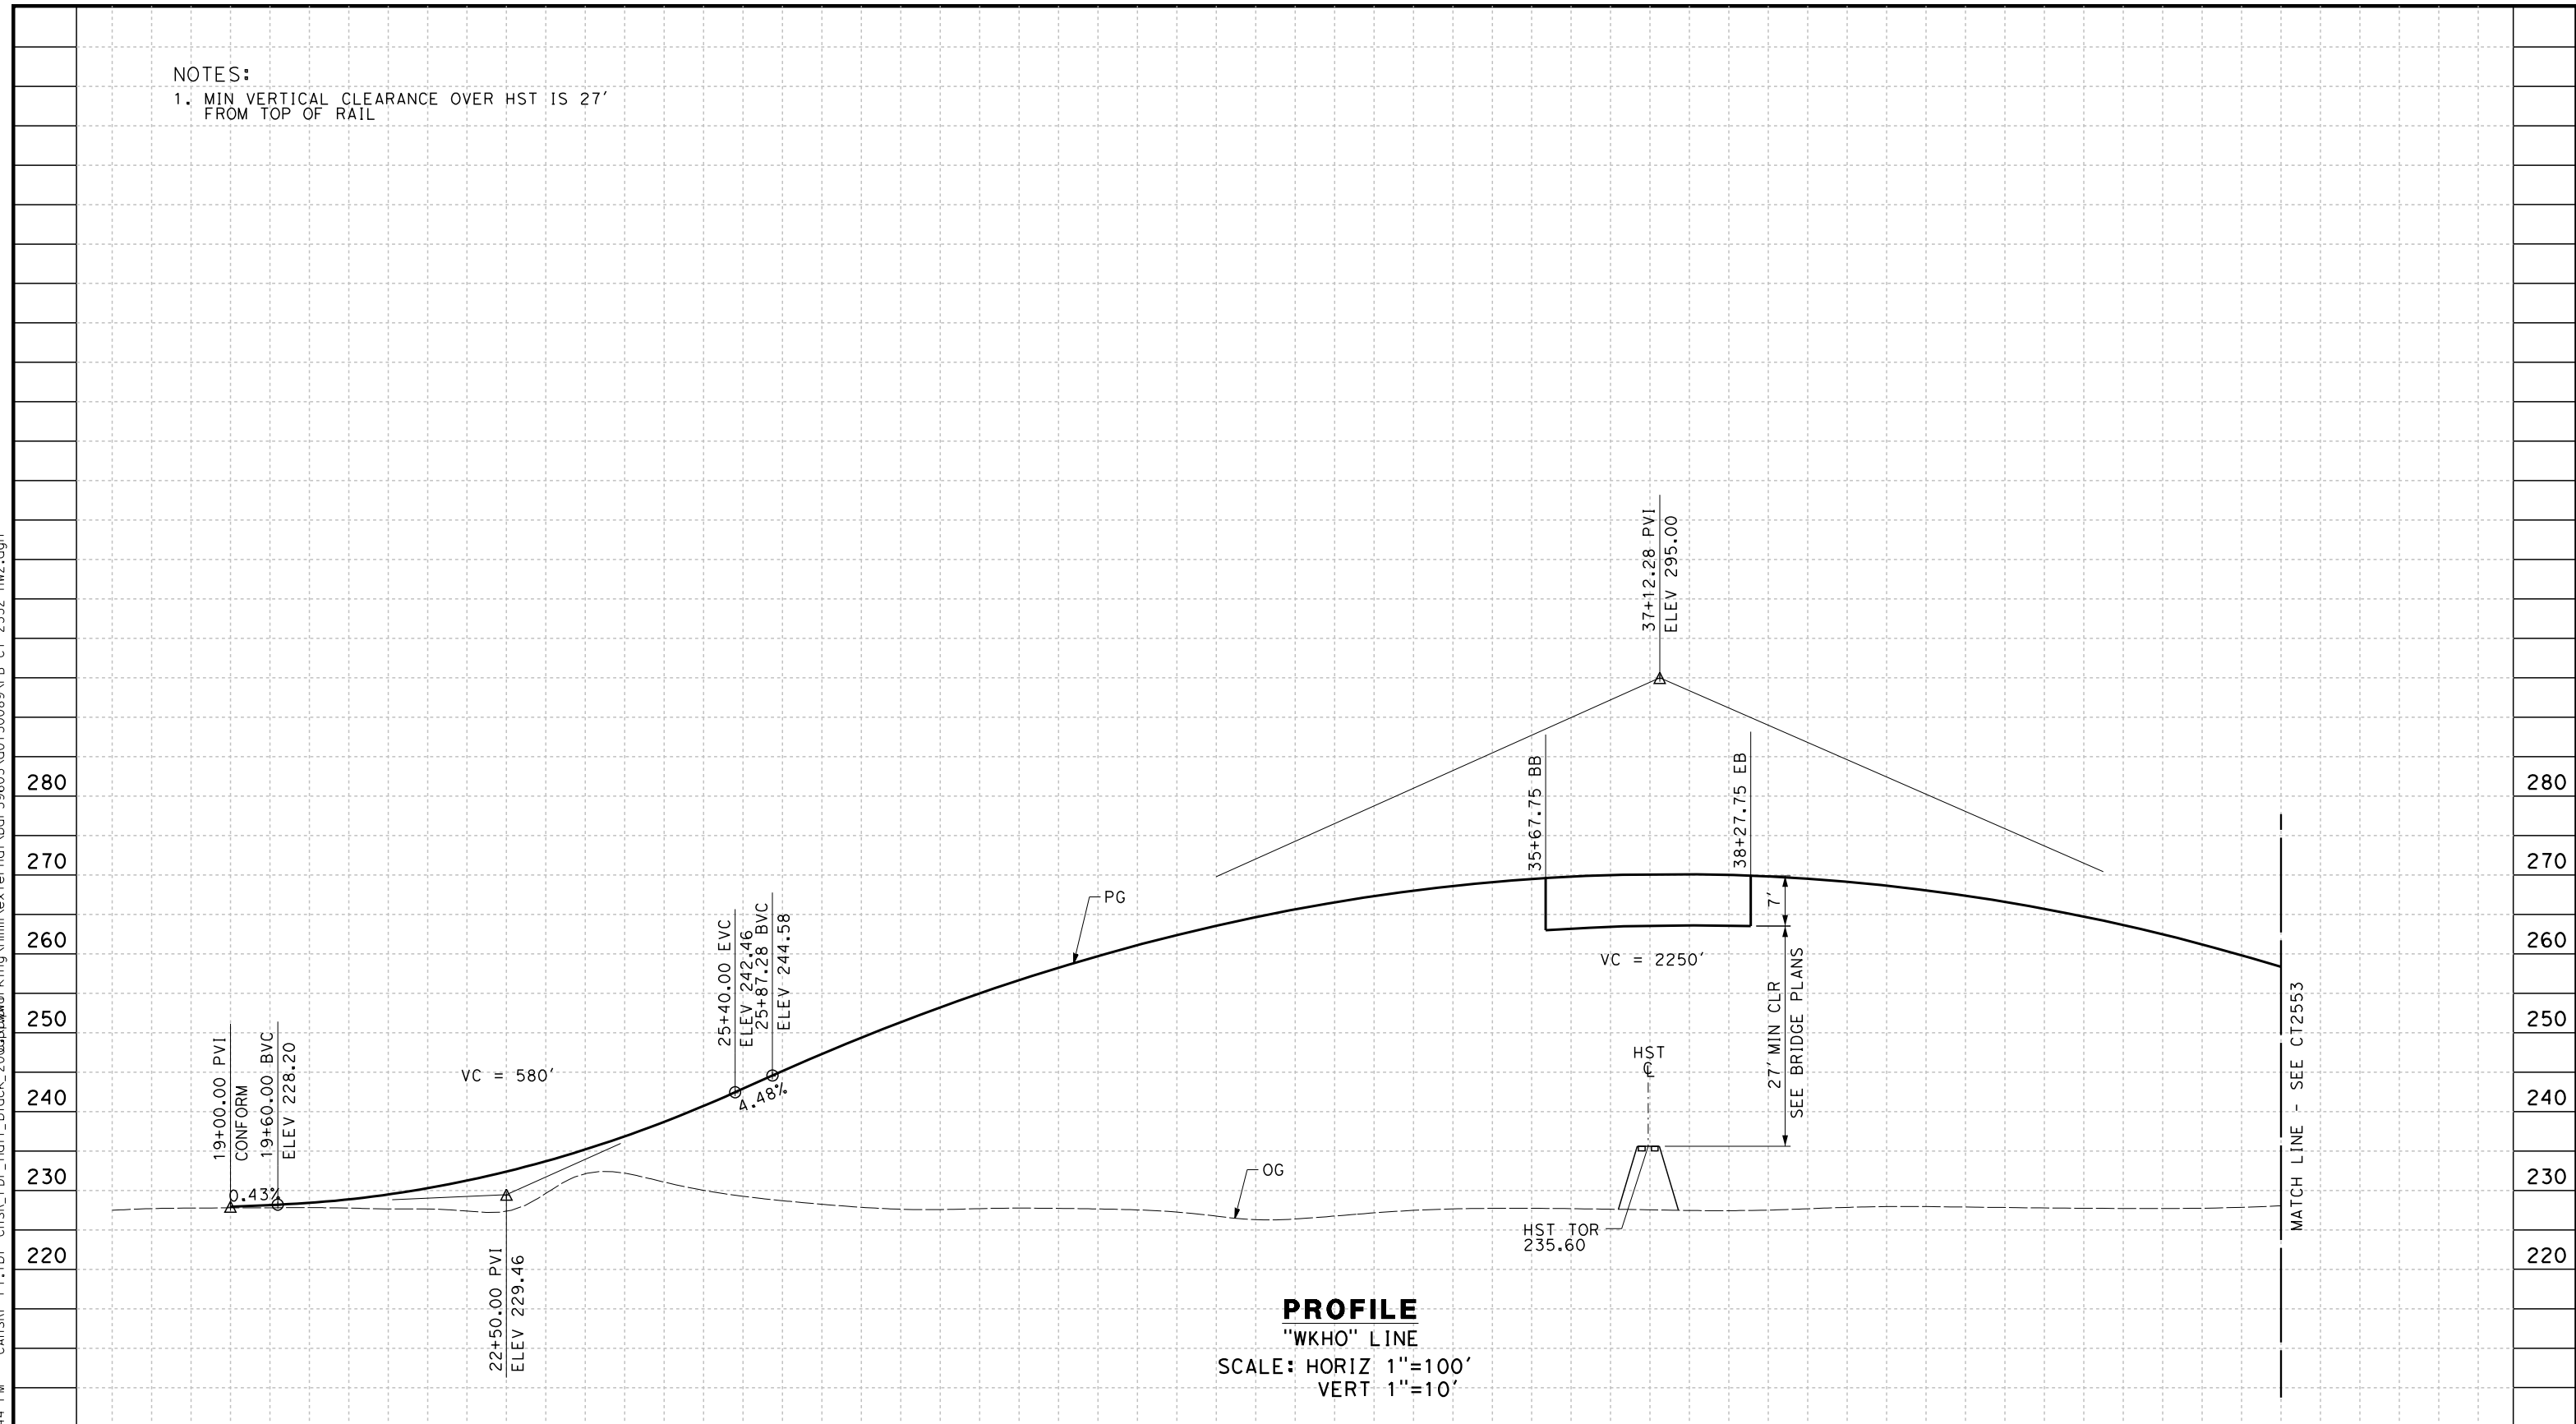 NOTES:
1. MIN VERTICAL CLEARANCE OVER HST IS 27'
FROM TOP OF RAIL
37+12.28 PVI
ELEV 295.00
35+67.75 BB
38+27.75 EB
280
280
270
270
260
260
250
250
240
240
230
230
220
220
PG
7'
VC = 2250'
27' MIN CLR
SEE BRIDGE PLANS
25+40.00 EVC
ELEV 242.46
25+87.28 BVC
ELEV 244.58
4.48%
19+00.00 PVI
CONFORM
19+60.00 BVC
ELEV 228.20
0.43%
VC = 580'
22+50.00 PVI
ELEV 229.46
HST
℄
OG
HST TOR
235.60
MATCH LINE - SEE CT2553
PROFILE
"WKHO" LINE
SCALE: HORIZ 1"=100'
VERT 1"=10'